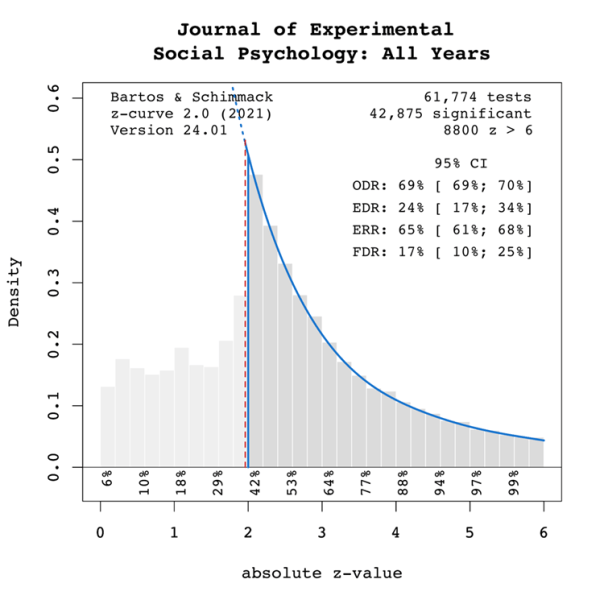 Journal of Experimental
Social Psychology: All Years
Bartos & Schimmack
z-curve 2.0 (2021)
Version 24.01
61,774 tests
42,875 significant
8800 z > 6
95% CI
ODR: 69% [ 69%; 70%]
EDR: 24% [ 17%; 34%]
ERR: 65% [ 61%; 68%]
FDR: 17% [ 10%; 25%]
Density
0.6
0.5
0.4
0.3
0.2
0.1
0.0
6% 10% 18% 29% 42% 53% 64% 77% 88% 94% 97% 99%
0 1 2 3 4 5 6
absolute z-value